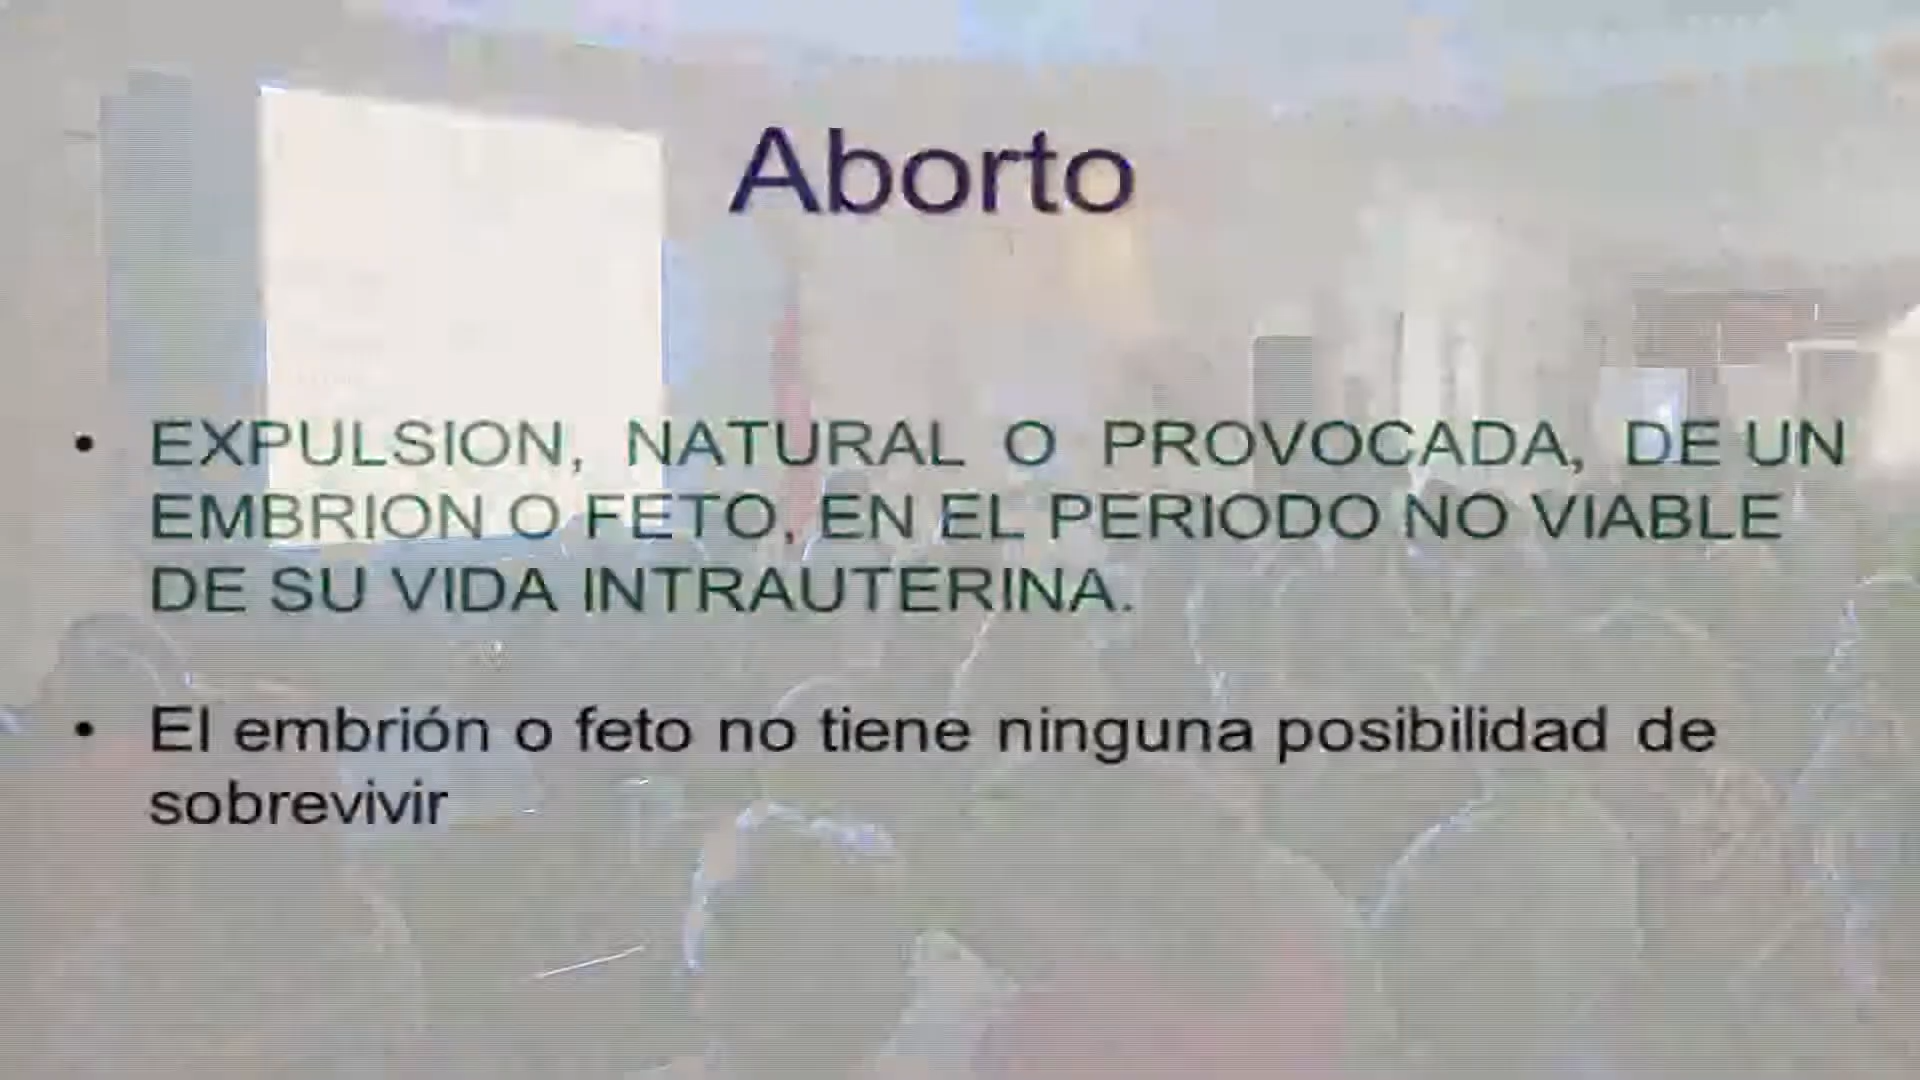 Aborto
• EXPULSION, NATURAL O PROVOCADA, DE UN
EMBRION O FETO, EN EL PERIODO NO VIABLE
DE SU VIDA INTRAUTERINA.
• El embrión o feto no tiene ninguna posibilidad de
sobrevivir